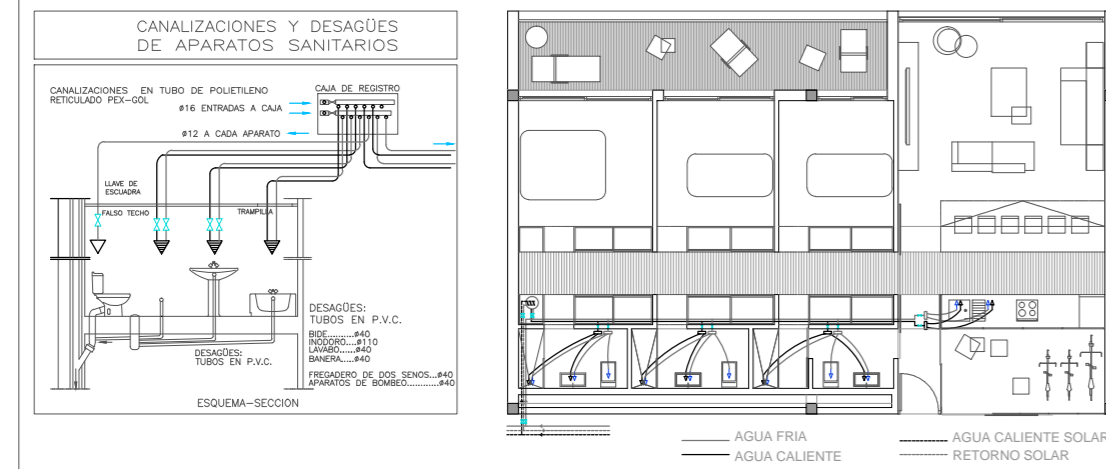 CANALIZACIONES Y DESAGÜES
DE APARATOS SANITARIOS
CANALIZACIONES EN TUBO DE POLIETILENO
RETICULADO PEX-GOL
CAJA DE REGISTRO
ø16 ENTRADAS A CAJA
ø12 A CADA APARATO
LLAVE DE
ESCUADRA
FALSO TECHO
TRAMPILLA
DESAGÜES:
TUBOS EN P.V.C.
BIDE.........ø40
INODORO....ø110
LAVABO......ø40
BANERA....ø40
FREGADERO DE DOS SENOS...ø40
APARATOS DE BOMBEO............ø40
DESAGÜES:
TUBOS EN P.V.C.
ESQUEMA-SECCION
AGUA FRIA
AGUA CALIENTE
AGUA CALIENTE SOLAR
RETORNO SOLAR